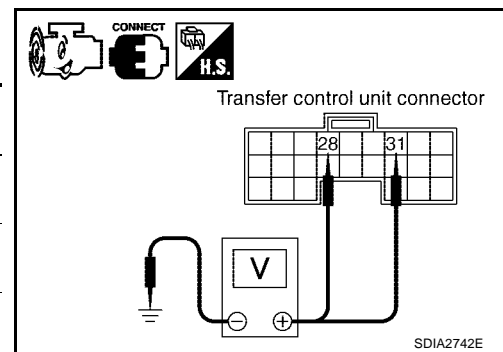 CONNECT
H.S.
Transfer control unit connector
28 31
V
SDIA2742E